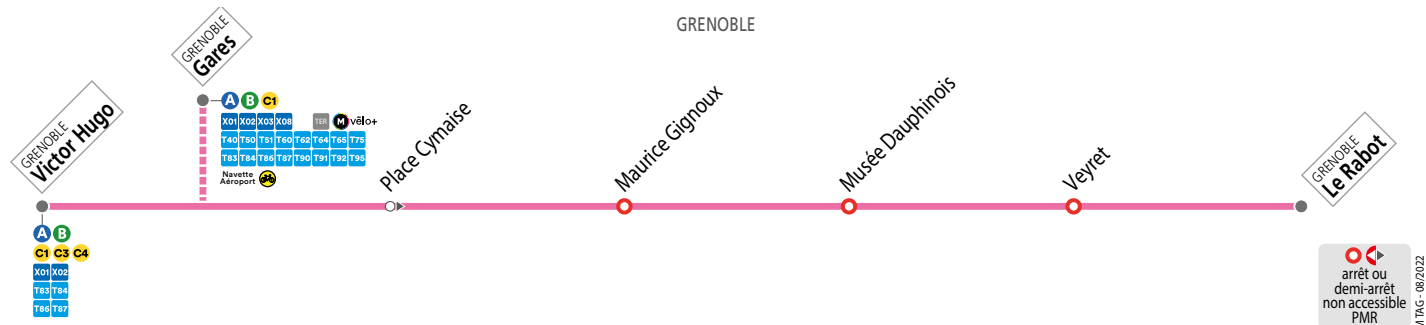 GRENOBLE
GRENOBLE
Victor Hugo
A B
C1 C3 C4
X01 X02
T83 T84
T86 T87
GRENOBLE
Gares
A B C1
X01 X02 X03 X08 TER M vélo+
T40 T50 T51 T60 T62 T64 T65 T75
T83 T84 T86 T87 T90 T91 T92 T95
Navette
Aéroport
Place Cymaise
Maurice Gignoux
Musée Dauphinois
Veyret
GRENOBLE
Le Rabot
arrêt ou
demi-arrêt
non accessible
PMR
M TAG - 08/2022